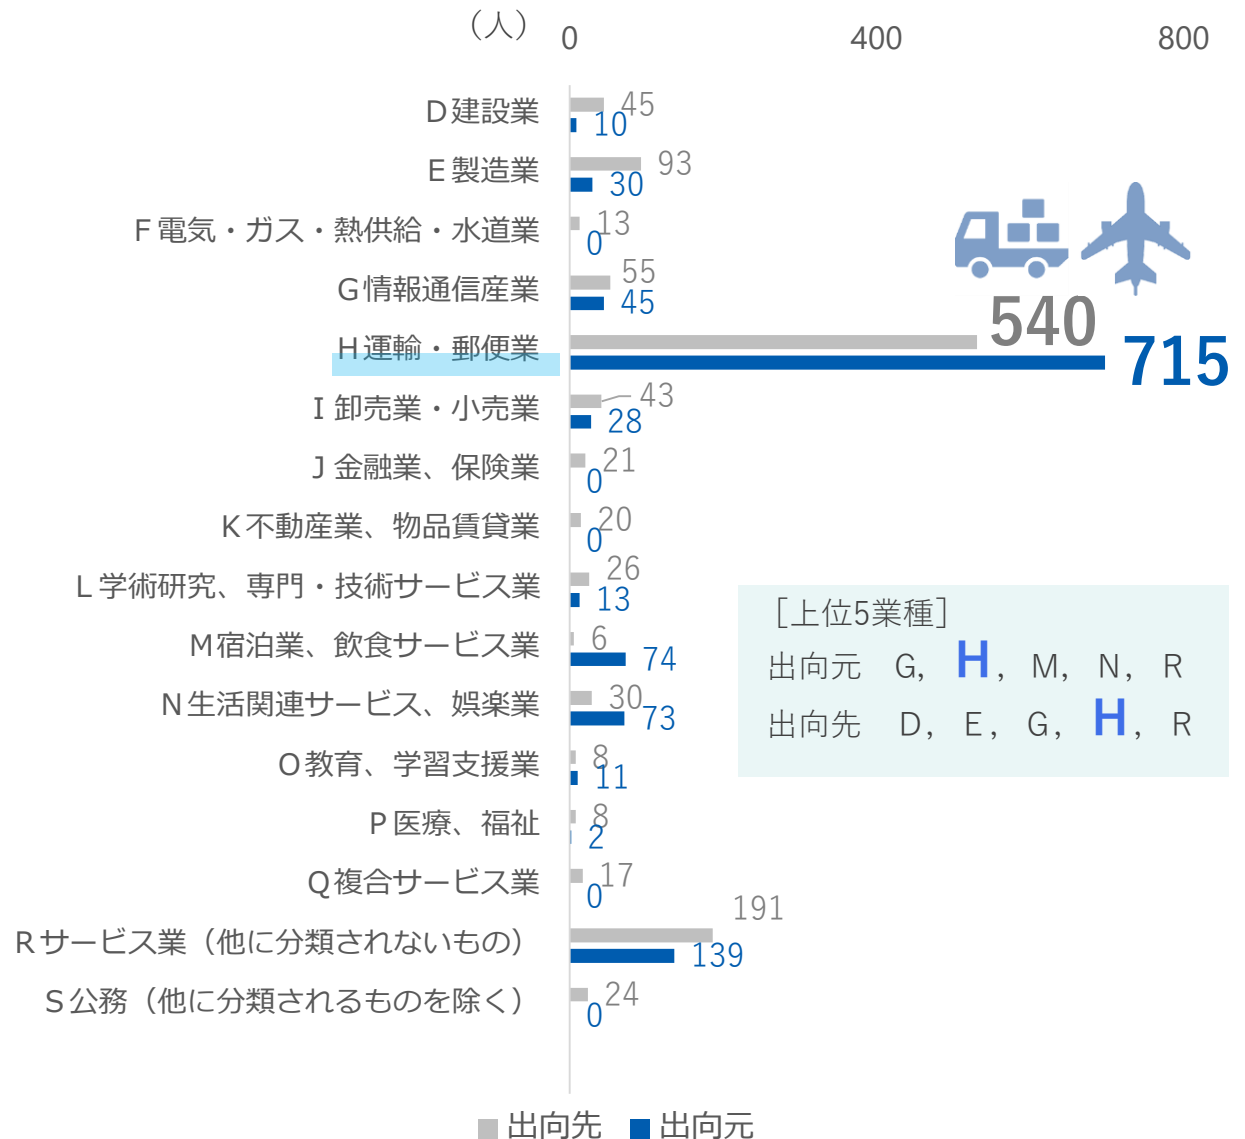 （人） 0 400 800
D建設業 45 10
E製造業 93 30
F電気・ガス・熱供給・水道業 13 0
G情報通信産業 55 45
H運輸・郵便業 540 715
I卸売業・小売業 43 28
J金融業、保険業 21 0
K不動産業、物品賃貸業 20 0
L学術研究、専門・技術サービス業 26 13
M宿泊業、飲食サービス業 6 74
N生活関連サービス、娯楽業 30 73
O教育、学習支援業 8 11
P医療、福祉 8 2
Q複合サービス業 17 0
Rサービス業（他に分類されないもの） 191 139
S公務（他に分類されるものを除く） 24 0
［上位5業種］
出向元 G, H, M, N, R
出向先 D, E, G, H, R
出向先 出向元